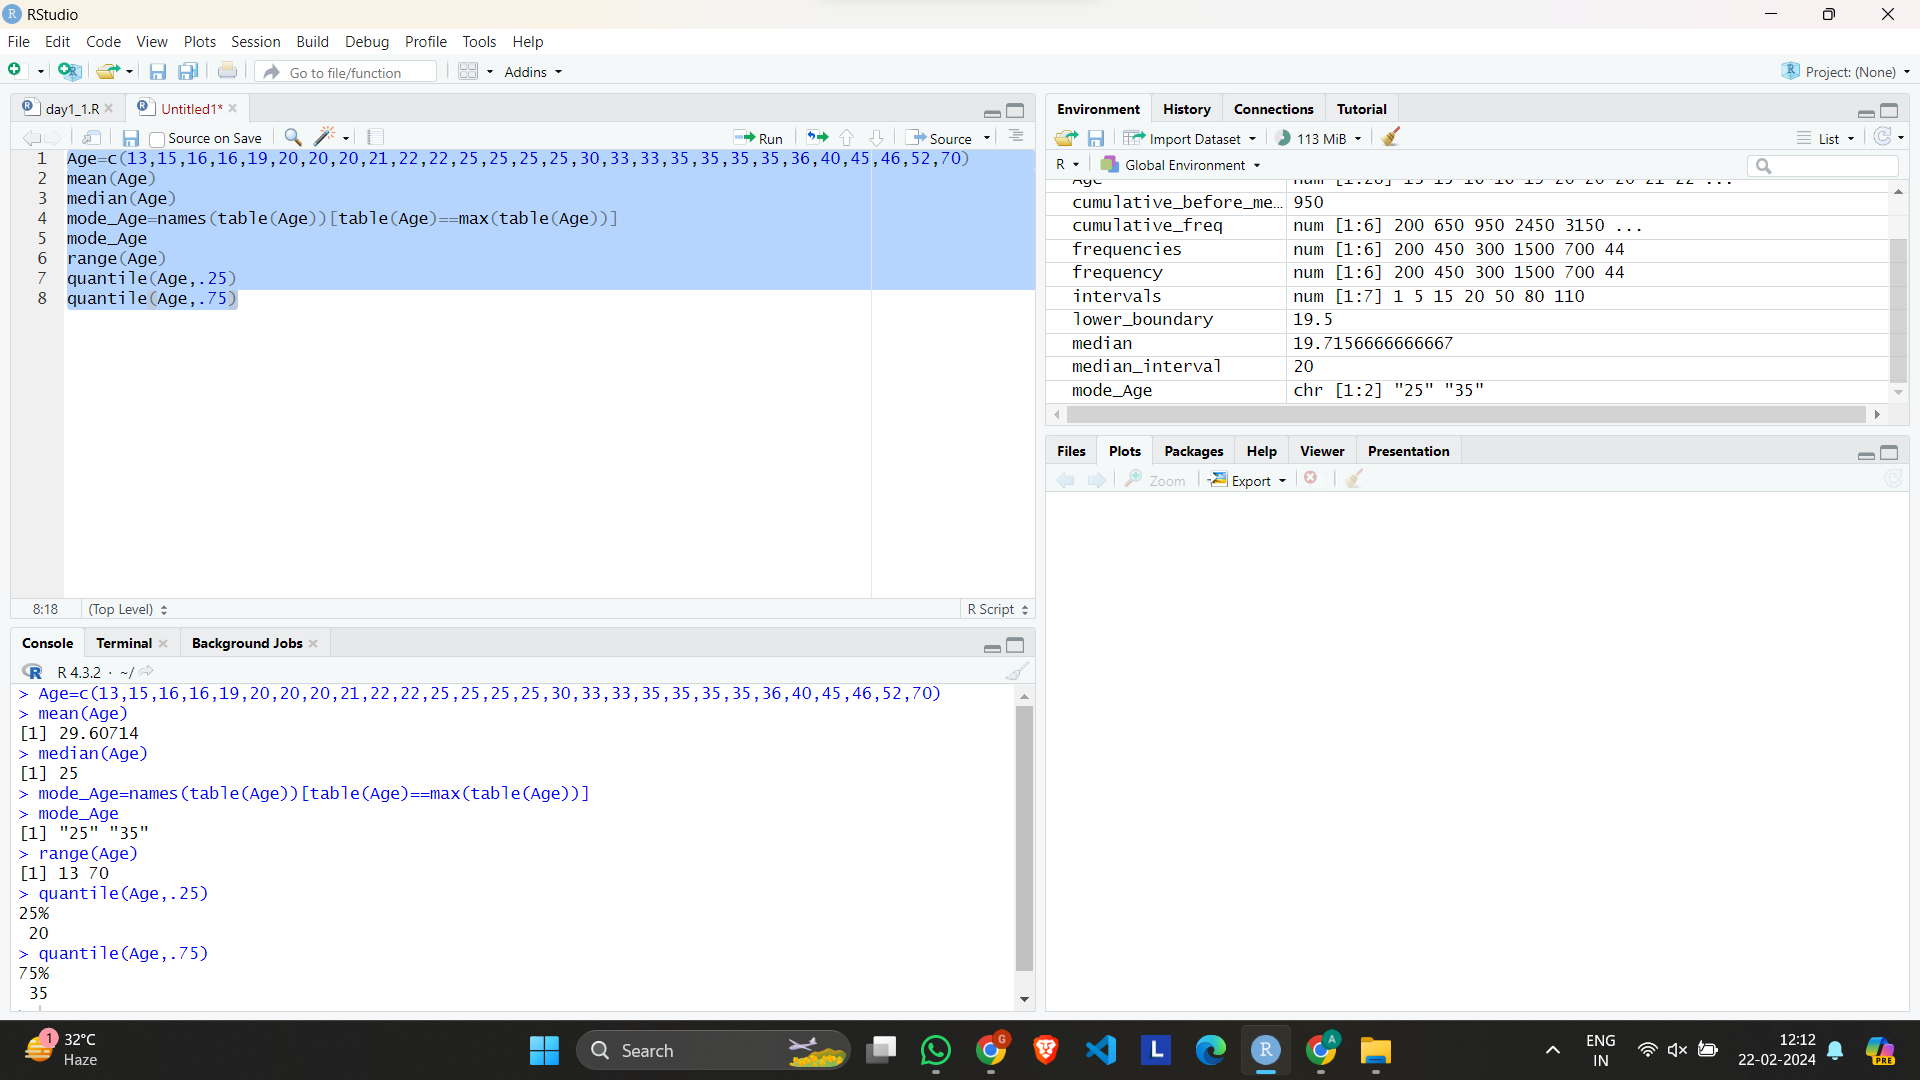 RStudio
File Edit Code View Plots Session Build Debug Profile Tools Help
Go to file/function Addins Project: (None)
day1_1.R Untitled1*
Source on Save Run Source
1 Age=c(13,15,16,16,19,20,20,20,21,22,22,25,25,25,25,30,33,33,35,35,35,35,36,40,45,46,52,70)
2 mean(Age)
3 median(Age)
4 mode_Age=names(table(Age))[table(Age)==max(table(Age))]
5 mode_Age
6 range(Age)
7 quantile(Age,.25)
8 quantile(Age,.75)
8:18 (Top Level) R Script
Console Terminal Background Jobs
R 4.3.2 · ~/
> Age=c(13,15,16,16,19,20,20,20,21,22,22,25,25,25,25,30,33,33,35,35,35,35,36,40,45,46,52,70)
> mean(Age)
[1] 29.60714
> median(Age)
[1] 25
> mode_Age=names(table(Age))[table(Age)==max(table(Age))]
> mode_Age
[1] "25" "35"
> range(Age)
[1] 13 70
> quantile(Age,.25)
25%
20
> quantile(Age,.75)
75%
35
Environment History Connections Tutorial
Import Dataset 113 MiB List
R Global Environment
Age num [1:28] 13 15 16 16 19 20 20 20 21 22 ...
cumulative_before_me… 950
cumulative_freq num [1:6] 200 650 950 2450 3150 ...
frequencies num [1:6] 200 450 300 1500 700 44
frequency num [1:6] 200 450 300 1500 700 44
intervals num [1:7] 1 5 15 20 50 80 110
lower_boundary 19.5
median 19.7156666666667
median_interval 20
mode_Age chr [1:2] "25" "35"
Files Plots Packages Help Viewer Presentation
Zoom Export
1 32°C
Haze
Search
G
L
R
A
ENG
IN
12:12
22-02-2024
PRE